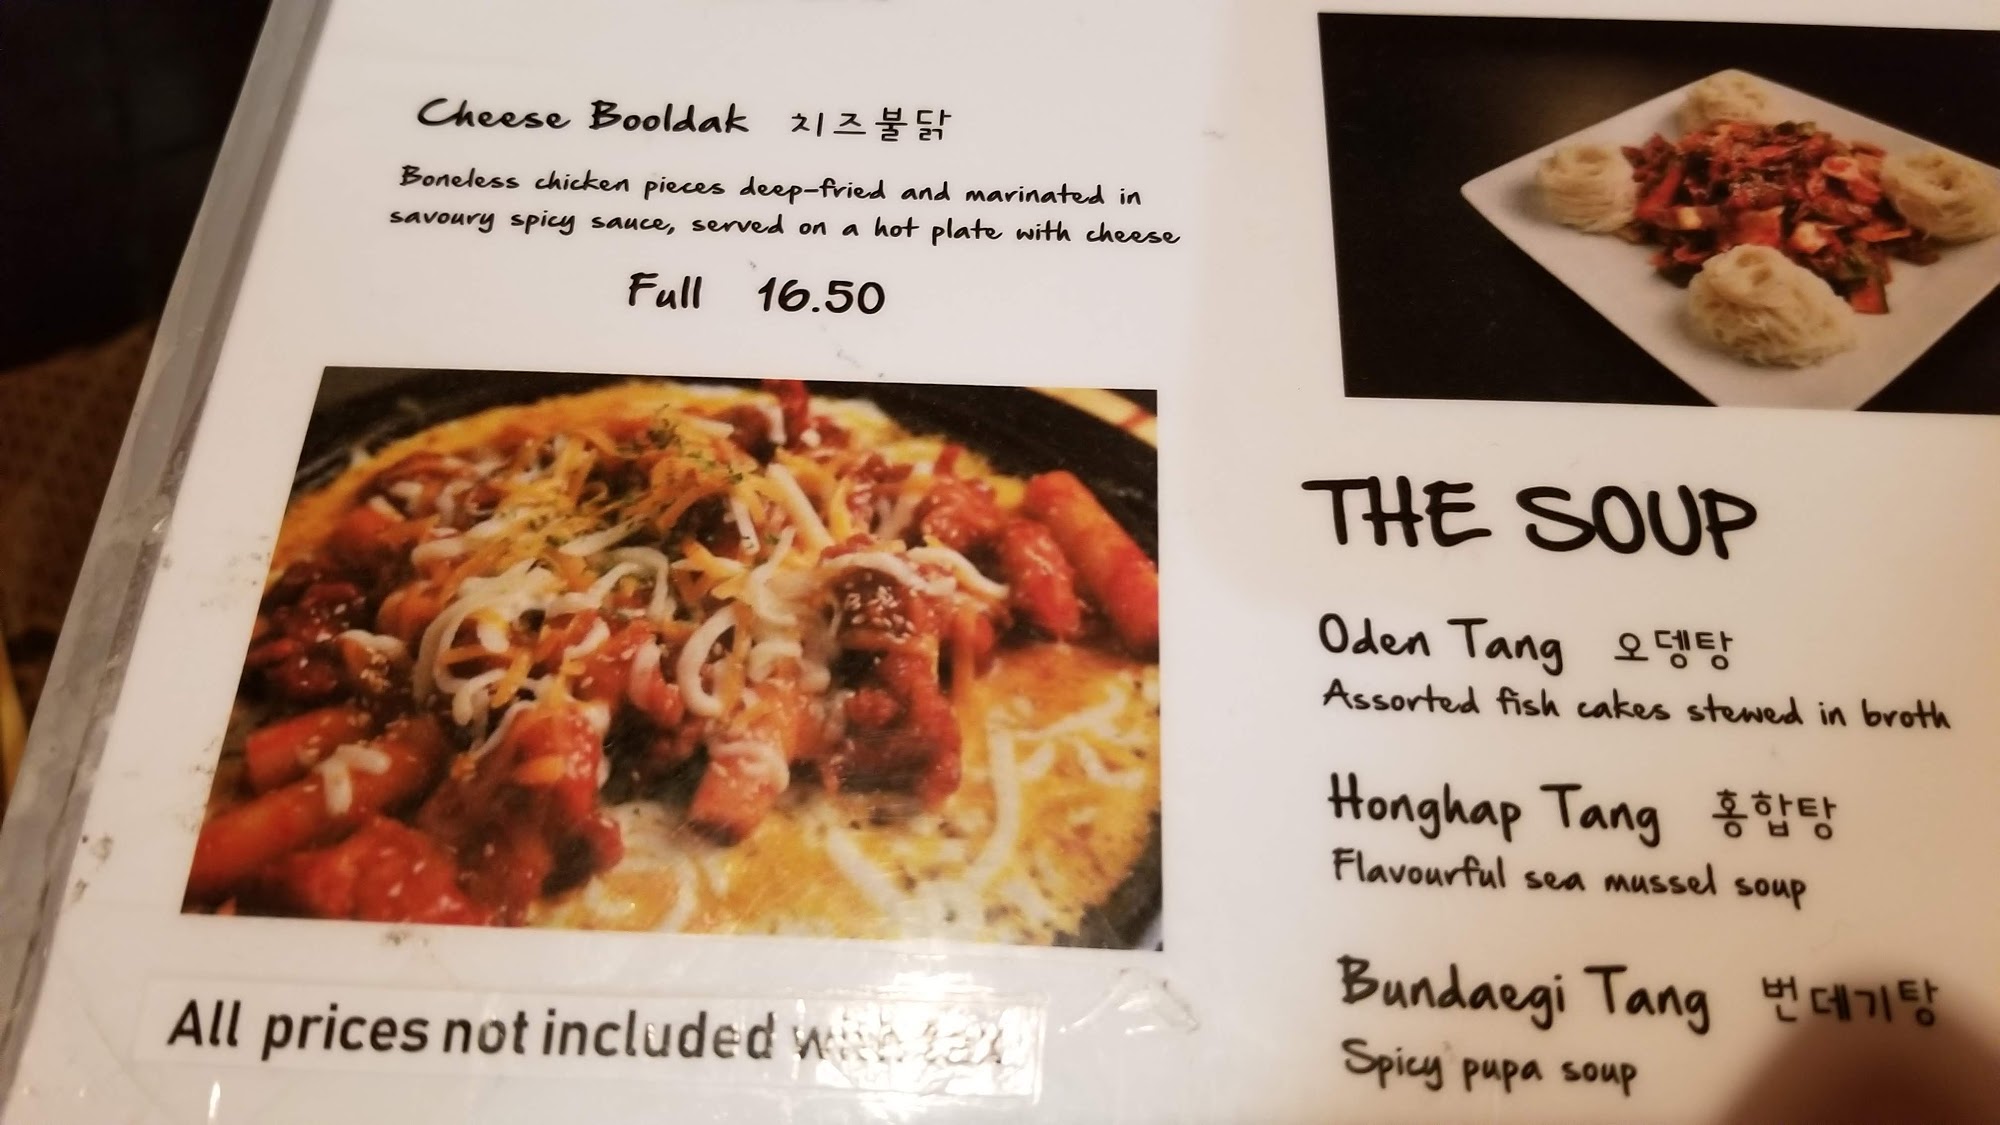 Cheese Booldak 치즈불닭
Boneless chicken pieces deep-fried and marinated in
savoury spicy sauce, served on a hot plate with cheese
Full 16.50
All prices not included with tax
THE SOUP
Oden Tang 오뎅탕
Assorted fish cakes stewed in broth
Honghap Tang 홍합탕
Flavourful sea mussel soup
Bundaegi Tang 번데기탕
Spicy pupa soup